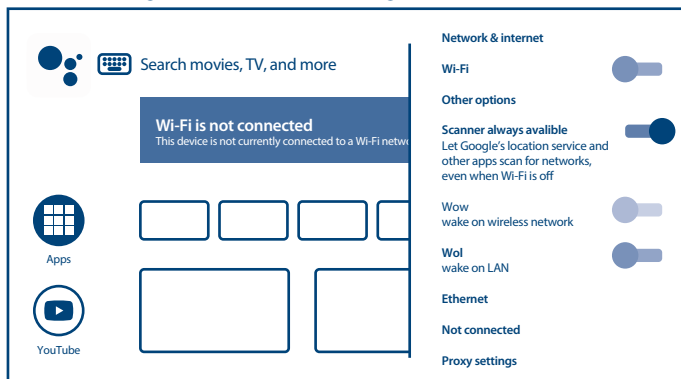 Search movies, TV, and more
Wi-Fi is not connected
This device is not currently connected to a Wi-Fi netwo
Apps
YouTube
Network & internet
Wi-Fi
Other options
Scanner always avalible
Let Google's location service and
other apps scan for networks,
even when Wi-Fi is off
Wow
wake on wireless network
Wol
wake on LAN
Ethernet
Not connected
Proxy settings